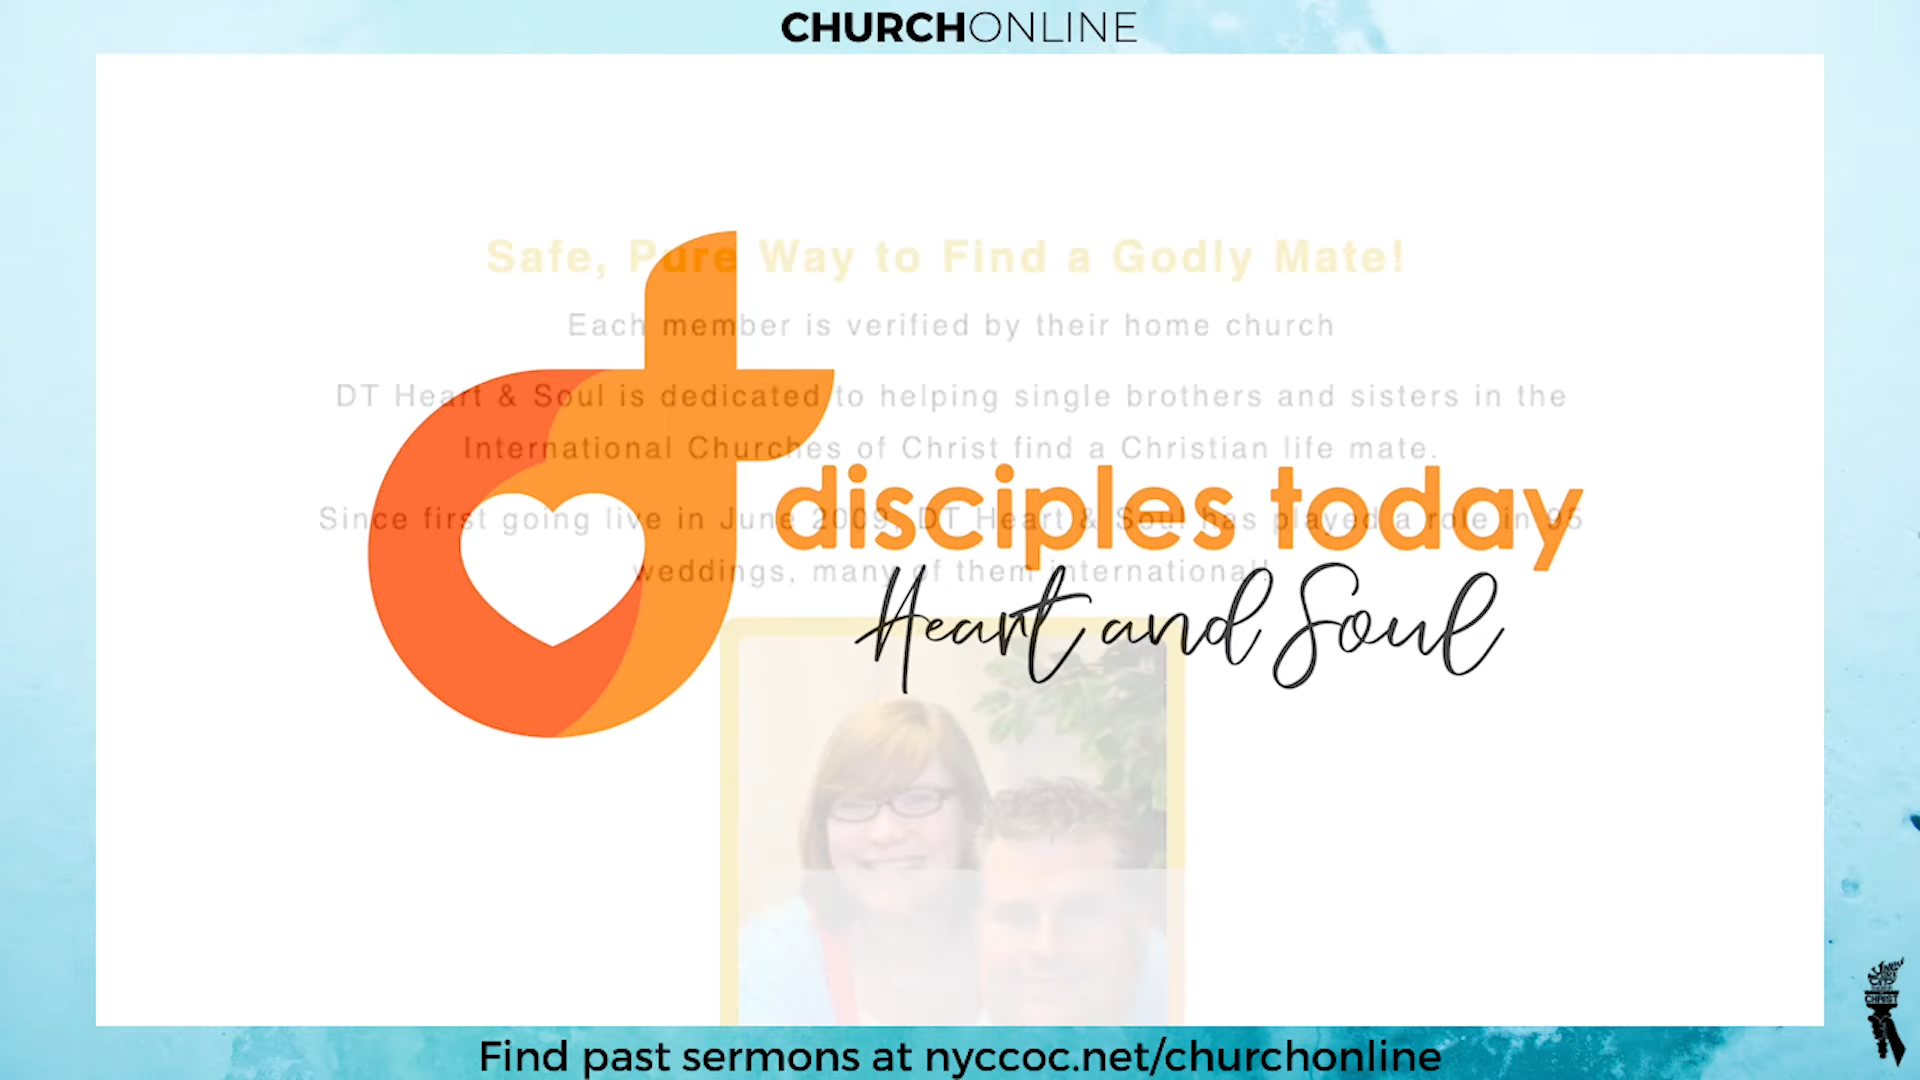 CHURCHONLINE
Safe, Pure Way to Find a Godly Mate!
Each member is verified by their home church
DT Heart & Soul is dedicated to helping single brothers and sisters in the
International Churches of Christ find a Christian life mate.
Since first going live in June 2009, DT Heart & Soul has played a role in 95
weddings, many of them international!
disciples today
Heart and Soul
CHRIST
Find past sermons at nyccoc.net/churchonline